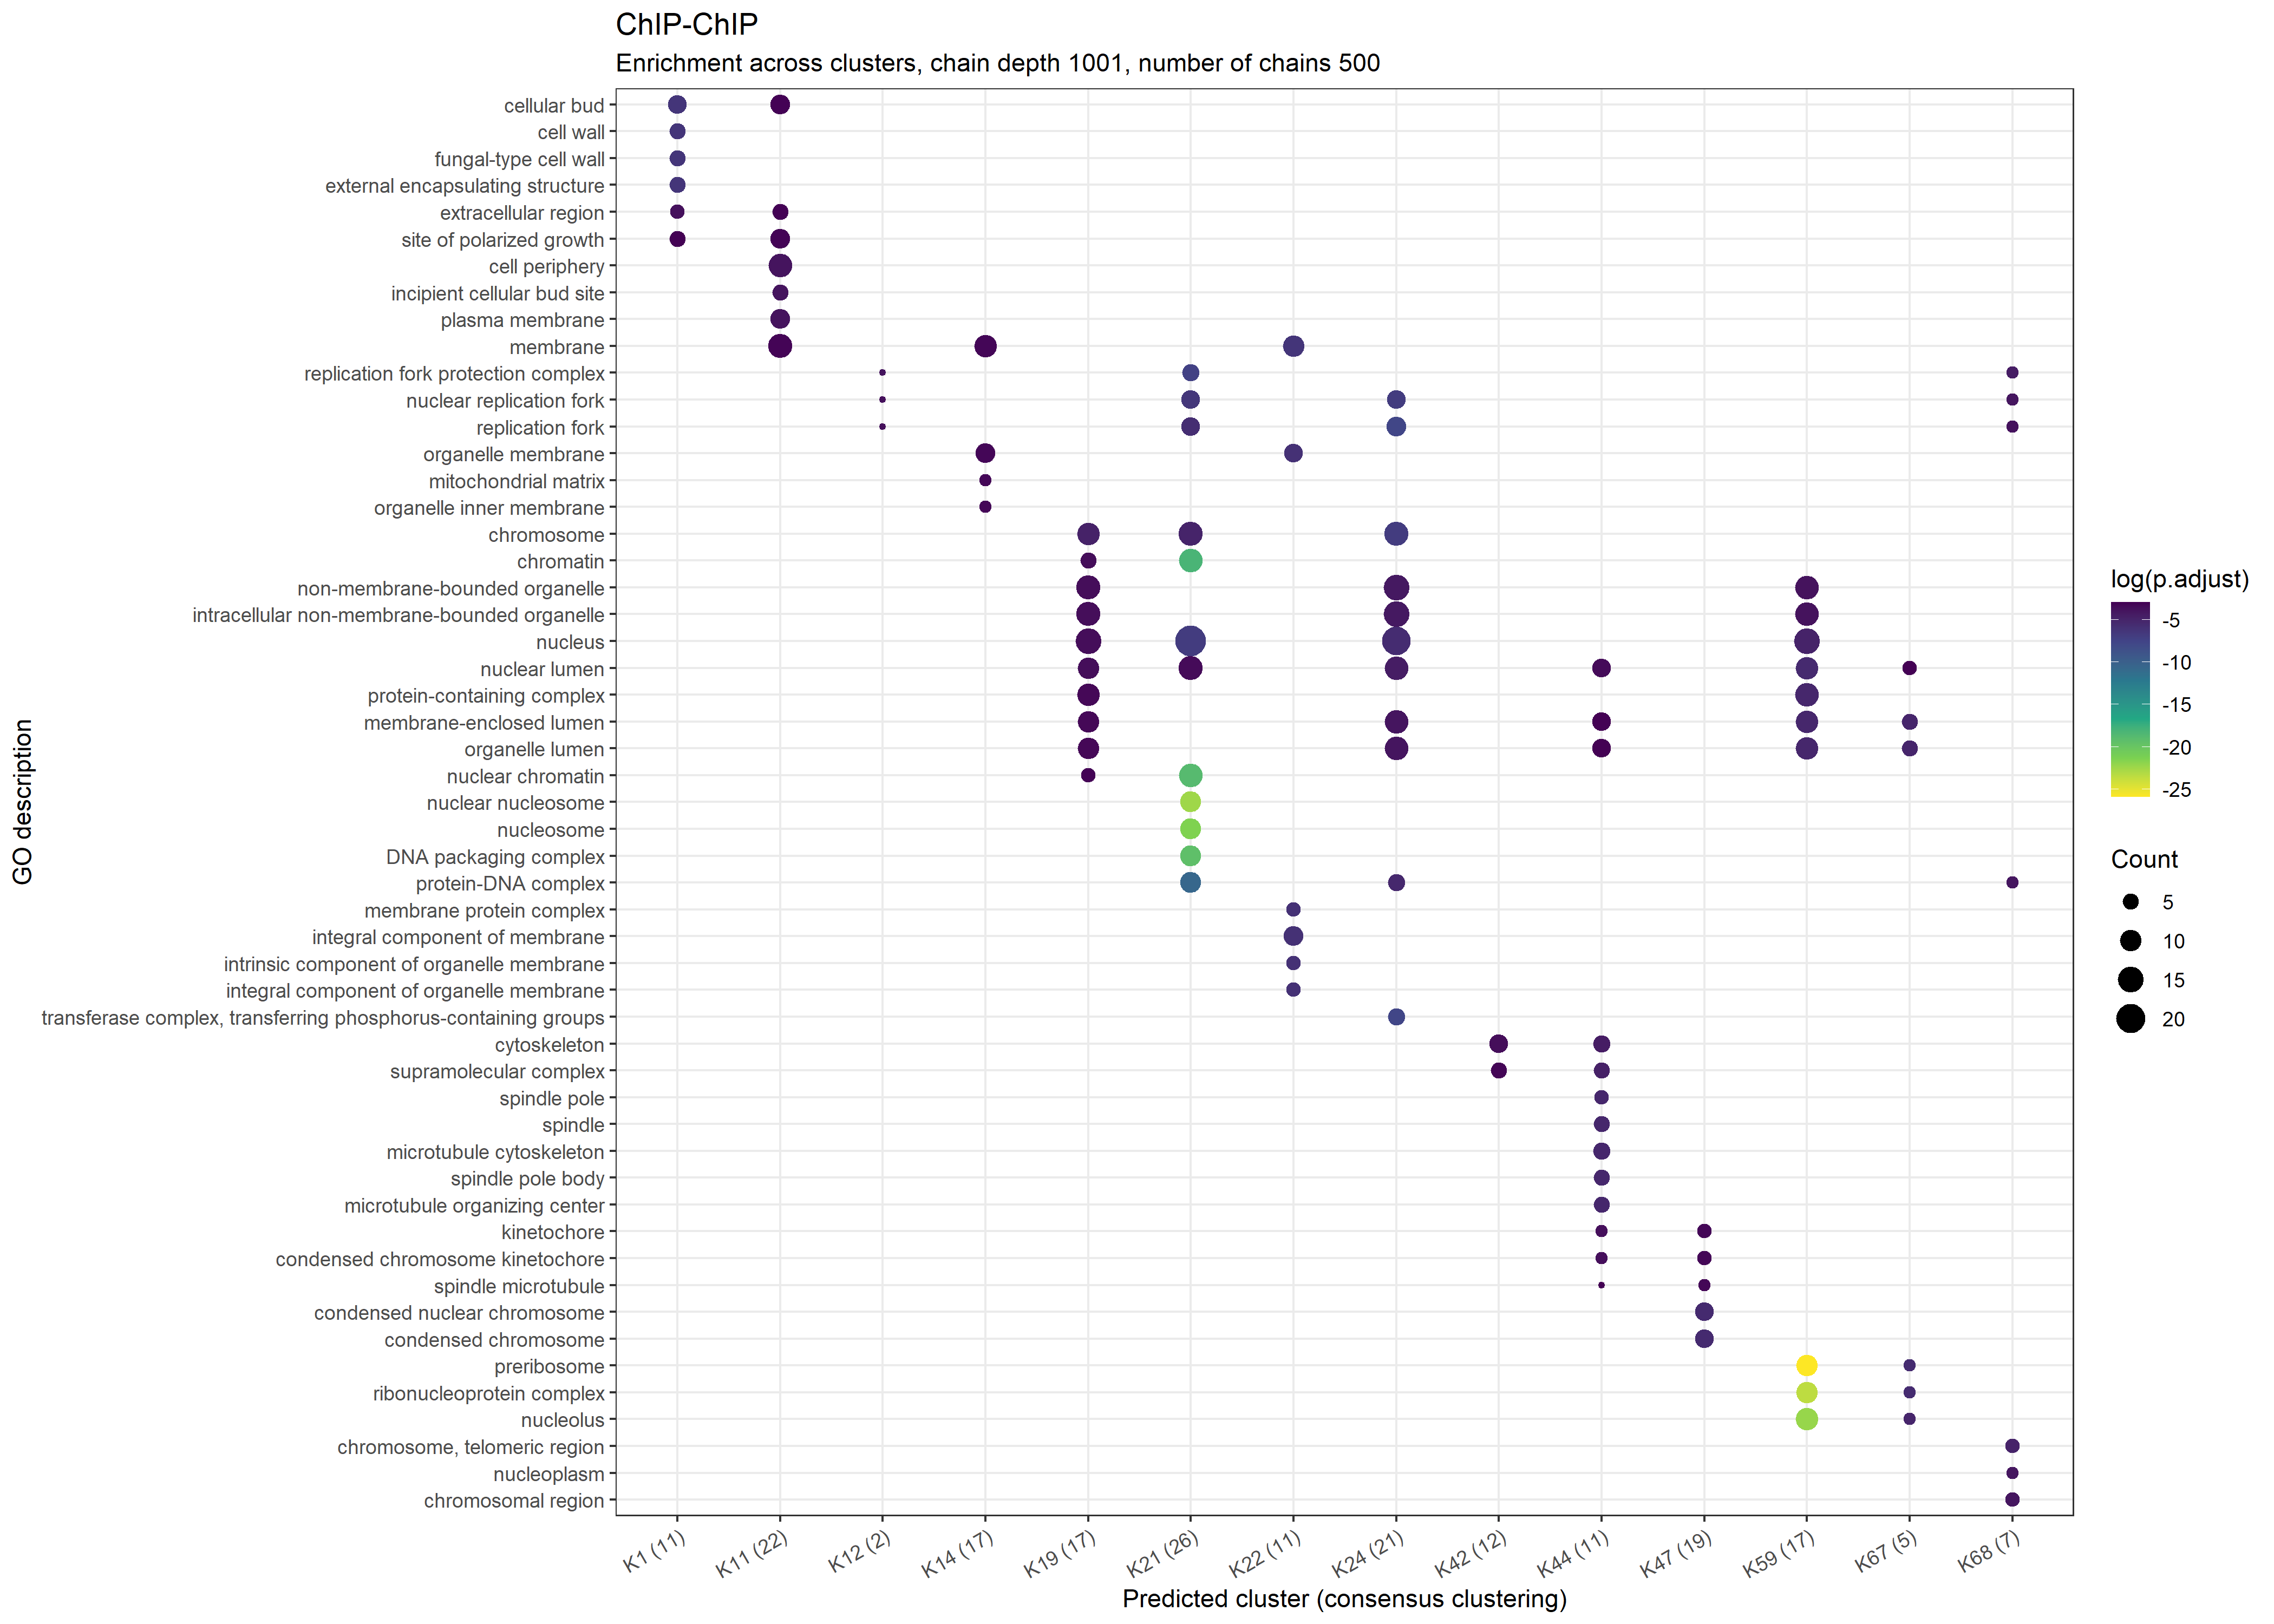 ChIP-ChIP
Enrichment across clusters, chain depth 1001, number of chains 500
GO description
cellular bud
cell wall
fungal-type cell wall
external encapsulating structure
extracellular region
site of polarized growth
cell periphery
incipient cellular bud site
plasma membrane
membrane
replication fork protection complex
nuclear replication fork
replication fork
organelle membrane
mitochondrial matrix
organelle inner membrane
chromosome
chromatin
non-membrane-bounded organelle
intracellular non-membrane-bounded organelle
nucleus
nuclear lumen
protein-containing complex
membrane-enclosed lumen
organelle lumen
nuclear chromatin
nuclear nucleosome
nucleosome
DNA packaging complex
protein-DNA complex
membrane protein complex
integral component of membrane
intrinsic component of organelle membrane
integral component of organelle membrane
transferase complex, transferring phosphorus-containing groups
cytoskeleton
supramolecular complex
spindle pole
spindle
microtubule cytoskeleton
spindle pole body
microtubule organizing center
kinetochore
condensed chromosome kinetochore
spindle microtubule
condensed nuclear chromosome
condensed chromosome
preribosome
ribonucleoprotein complex
nucleolus
chromosome, telomeric region
nucleoplasm
chromosomal region
K1 (11)
K11 (22)
K12 (2)
K14 (17)
K19 (17)
K21 (26)
K22 (11)
K24 (21)
K42 (12)
K44 (11)
K47 (19)
K59 (17)
K67 (5)
K68 (7)
Predicted cluster (consensus clustering)
log(p.adjust)
-5
-10
-15
-20
-25
Count
5
10
15
20